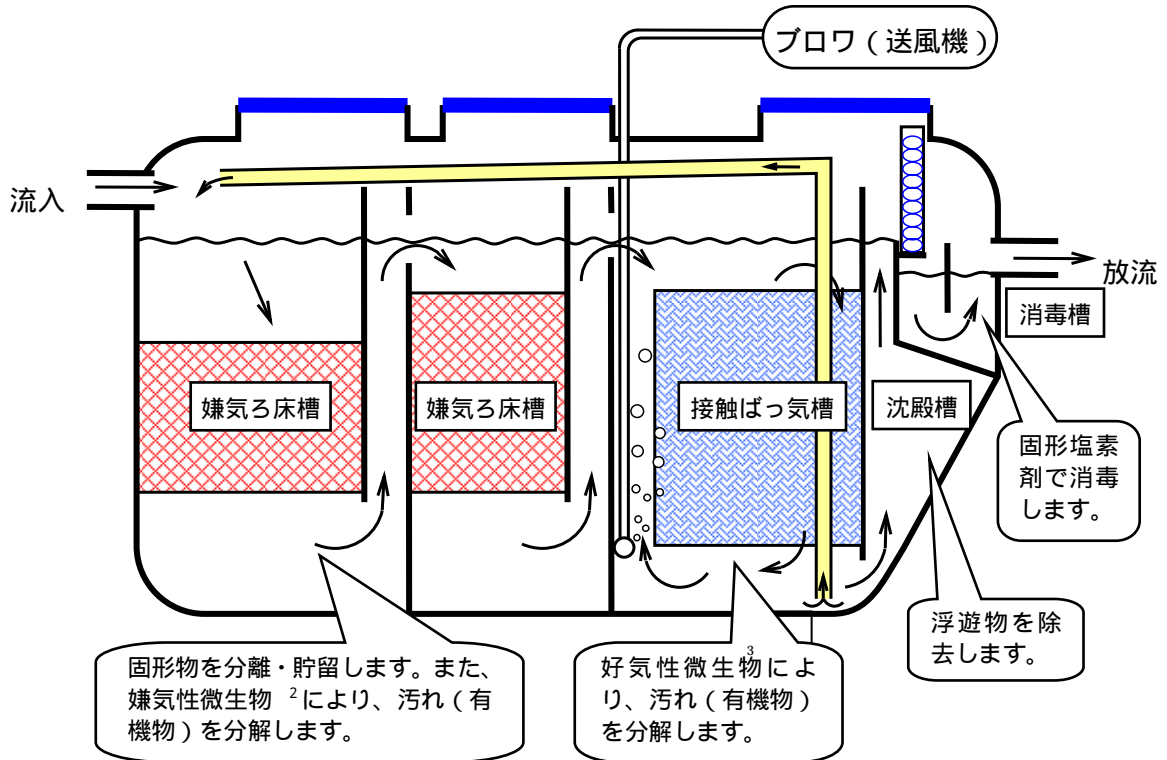 ブロワ（送風機）
流入
放流
消毒槽
嫌気ろ床槽
嫌気ろ床槽
接触ばっ気槽
沈殿槽
固形塩素
剤で消毒
します。
浮遊物を除
去します。
固形物を分離・貯留します。また、
嫌気性微生物 2 により、汚れ（有
機物）を分解します。
好気性微生物3によ
り、汚れ（有機物）
を分解します。